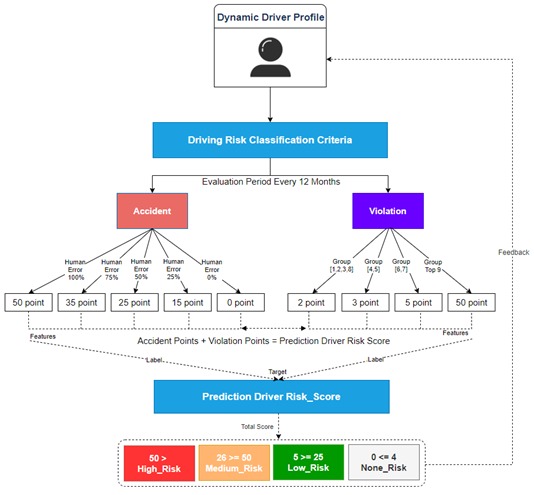 Dynamic Driver Profile
Driving Risk Classification Criteria
Evaluation Period Every 12 Months
Accident
Violation
Feedback
Human
Error
100%
Human
Error
75%
Human
Error
50%
Human
Error
25%
Human
Error
0%
Group
[1,2,3,8]
Group
[4,5]
Group
[6,7]
Group
Top 9
50 point
35 point
25 point
15 point
0 point
2 point
3 point
5 point
50 point
Features
Features
Accident Points + Violation Points = Prediction Driver Risk Score
Label
Label
Target
Prediction Driver Risk_Score
Total Score
50 >
High_Risk
26 >= 50
Medium_Risk
5 >= 25
Low_Risk
0 <= 4
None_Risk